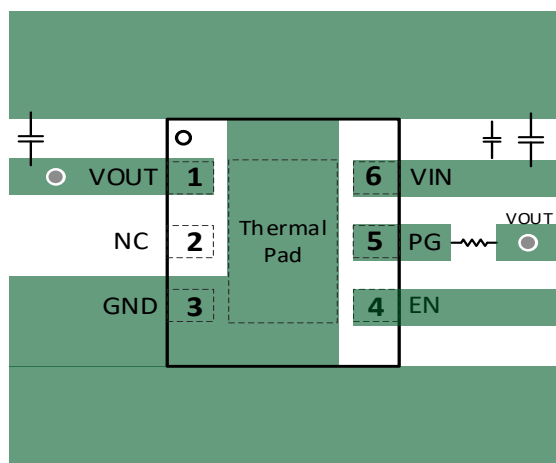 VOUT 1
6 VIN
NC 2
Thermal
Pad
5 PG
VOUT
GND 3
4 EN